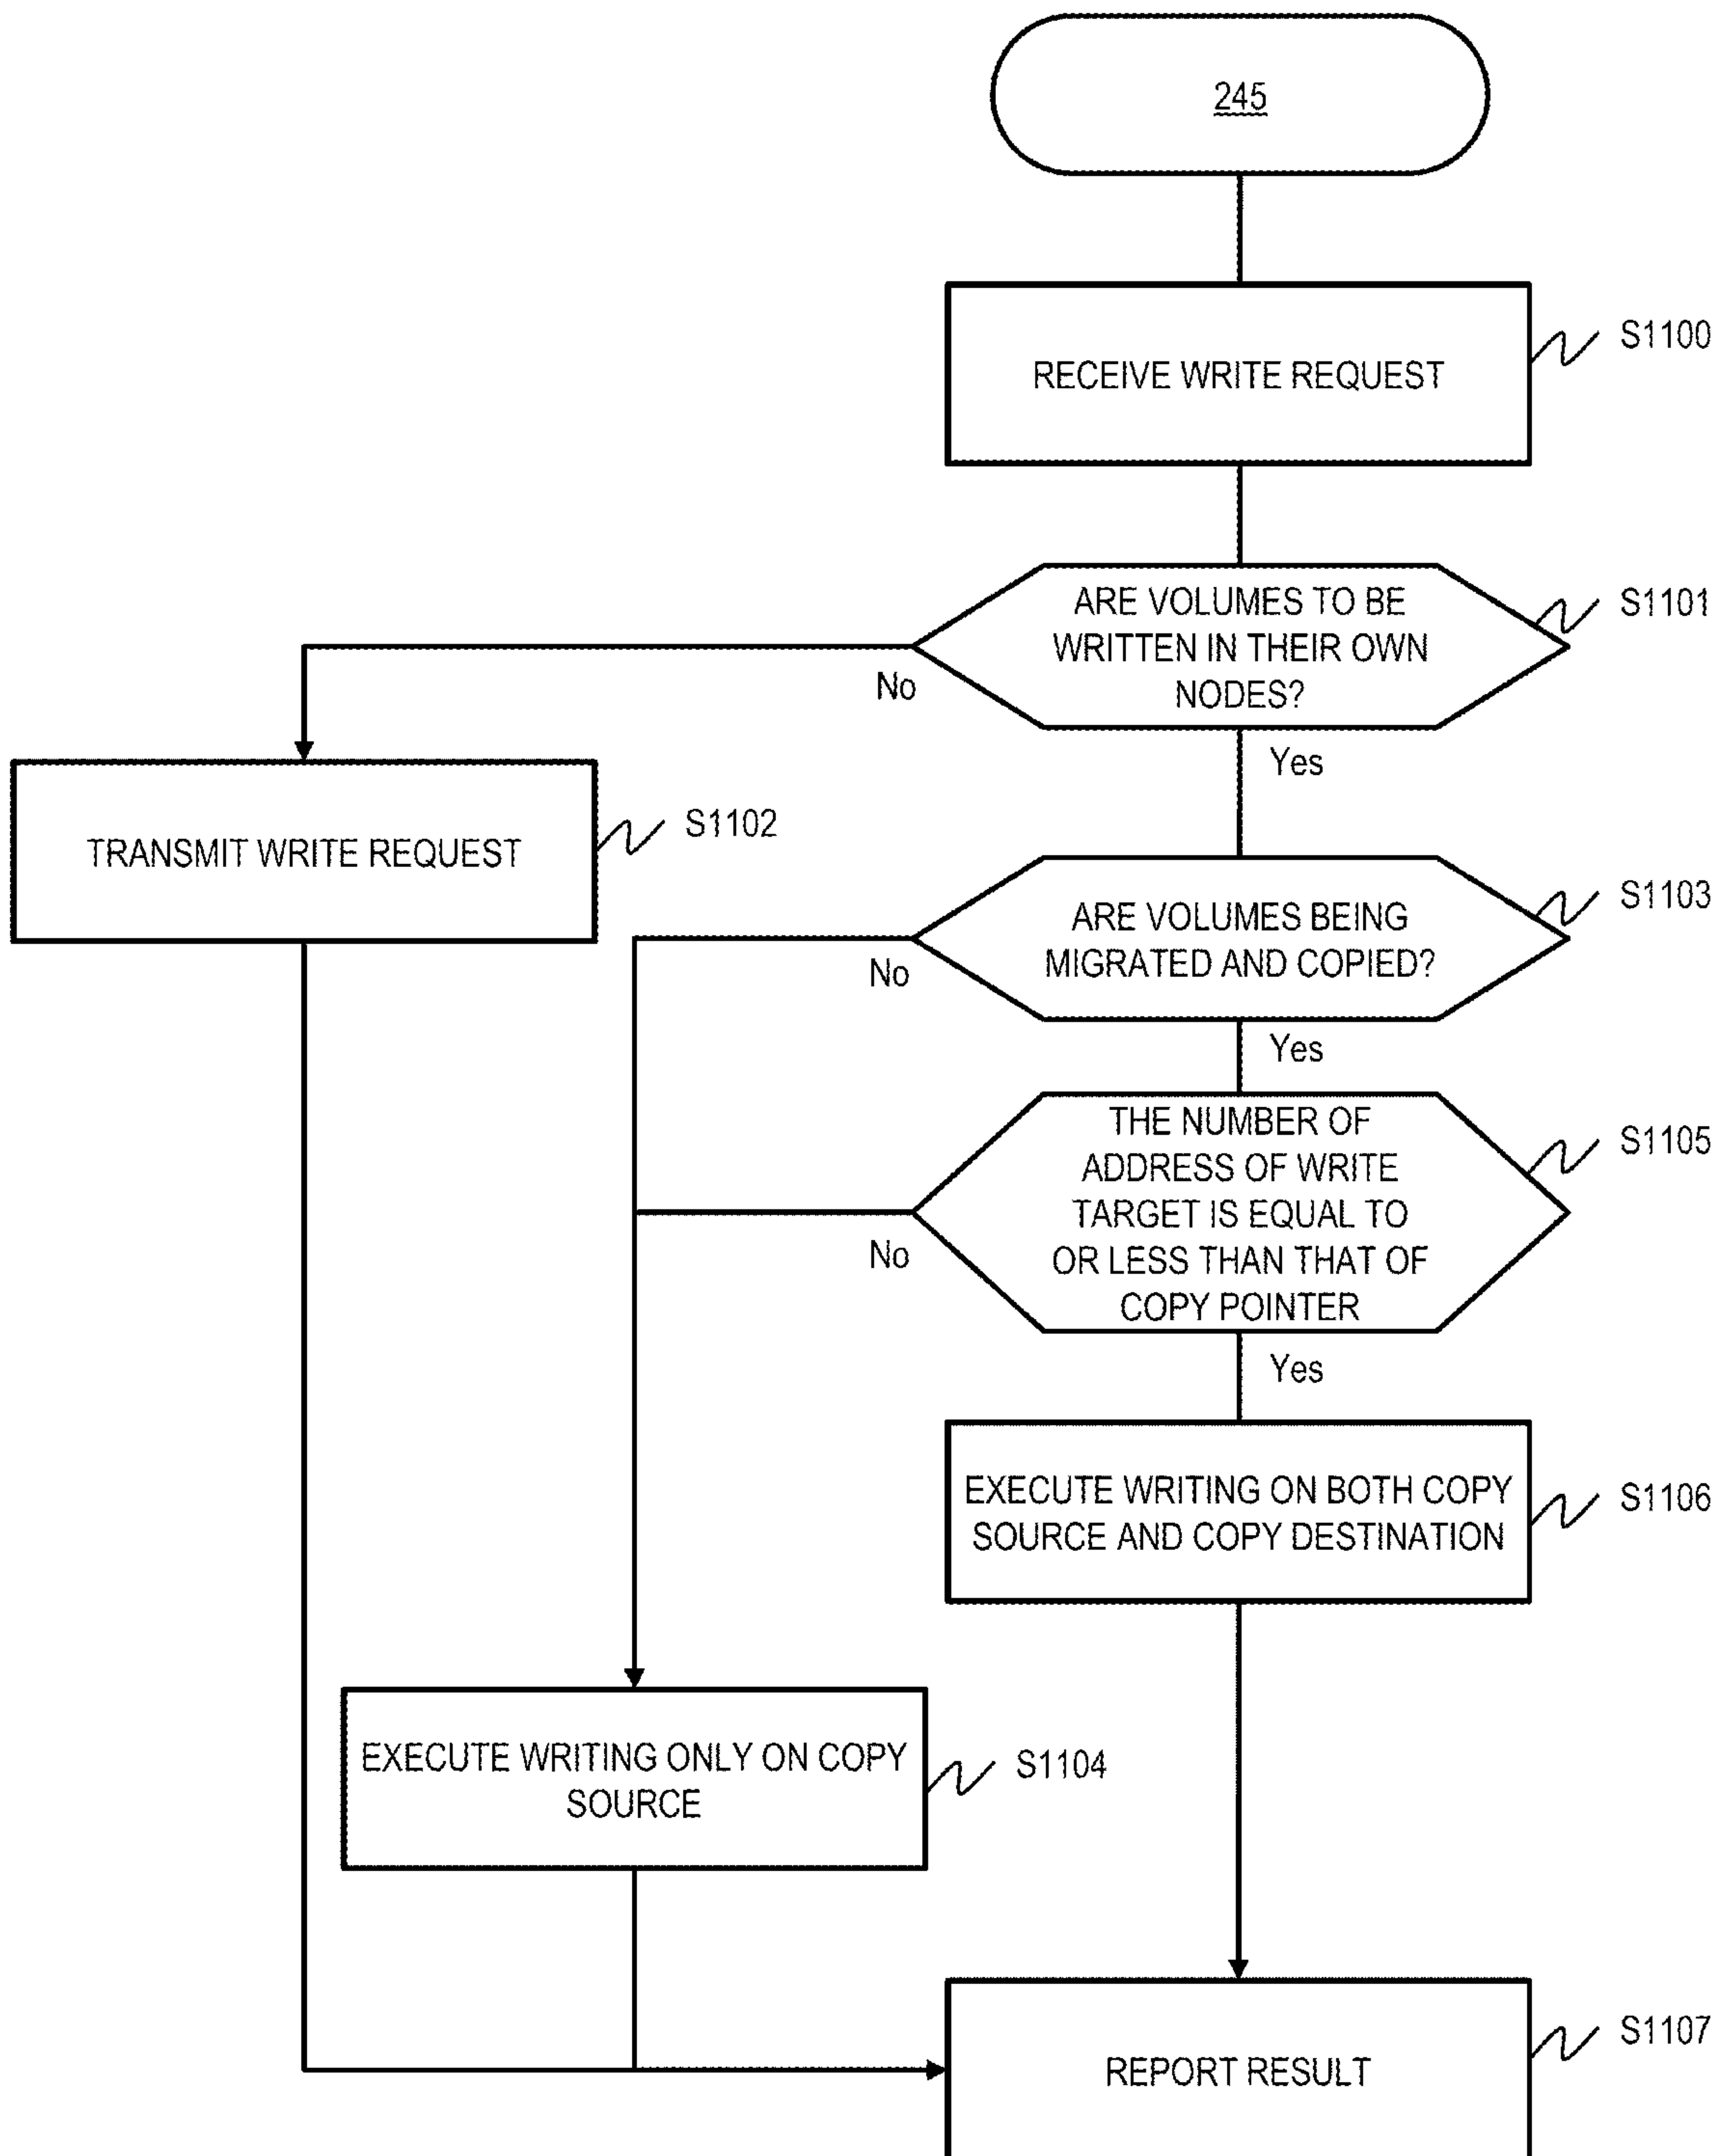 245
RECEIVE WRITE REQUEST
S1100
ARE VOLUMES TO BE
WRITTEN IN THEIR OWN
NODES?
S1101
No
Yes
TRANSMIT WRITE REQUEST
S1102
ARE VOLUMES BEING
MIGRATED AND COPIED?
S1103
No
Yes
THE NUMBER OF
ADDRESS OF WRITE
TARGET IS EQUAL TO
OR LESS THAN THAT OF
COPY POINTER
S1105
No
Yes
EXECUTE WRITING ON BOTH COPY
SOURCE AND COPY DESTINATION
S1106
EXECUTE WRITING ONLY ON COPY
SOURCE
S1104
REPORT RESULT
S1107